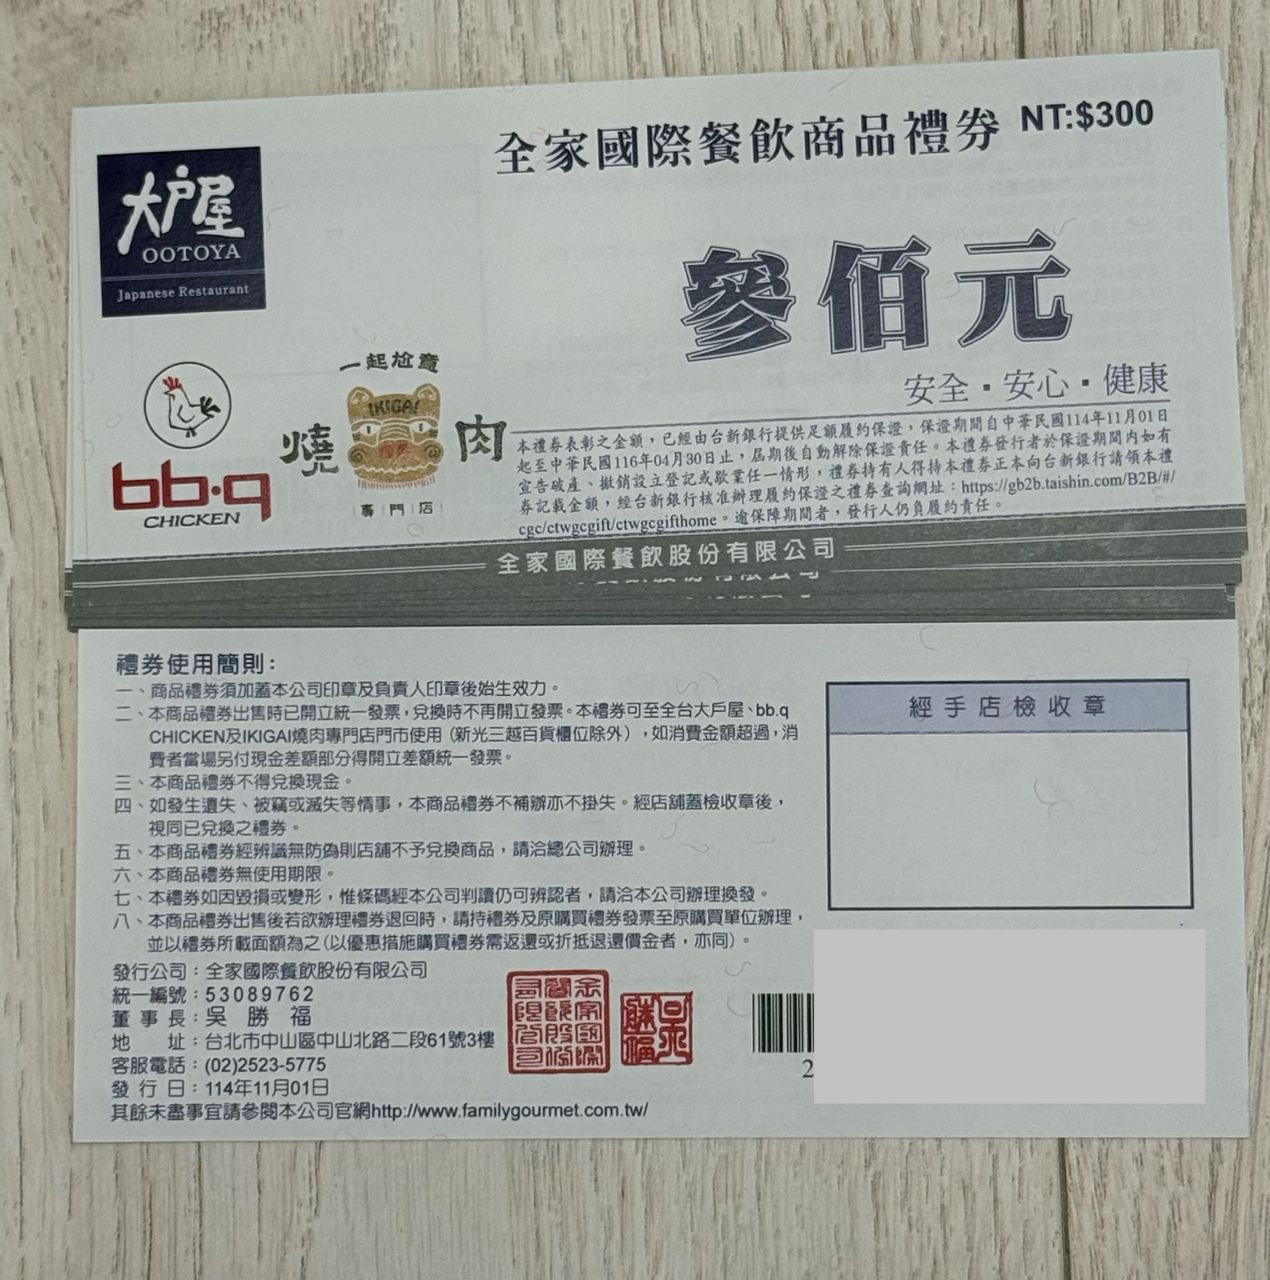 大戶屋
OOTOYA
Japanese Restaurant
全家國際餐飲商品禮券 NT:$300
參佰元
安全・安心・健康
bb.q
CHICKEN
一起尬意
IKIGAI
燒肉
專門店
本禮券表彰之金額，已經由台新銀行提供足額履約保證，保證期間自中華民國114年11月01日
起至中華民國116年04月30日止，屆期後自動解除保證責任。本禮券發行者於保證期間內如有
宣告破產、撤銷設立登記或歇業任一情形，禮券持有人得持本禮券正本向台新銀行請領本禮
券記載金額，經台新銀行核准辦理履約保證之禮券查詢網址：https://gb2b.taishin.com/B2B/#/
cgc/ctwgcgift/ctwgcgifthome。逾保障期間者，發行人仍負履約責任。
全家國際餐飲股份有限公司
禮券使用簡則：
一、商品禮券須加蓋本公司印章及負責人印章後始生效力。
二、本商品禮券出售時已開立統一發票，兌換時不再開立發票。本禮券可至全台大戶屋、bb.q
CHICKEN及IKIGAI燒肉專門店門市使用（新光三越百貨櫃位除外），如消費金額超過，消
費者當場另付現金差額部分得開立差額統一發票。
三、本商品禮券不得兌換現金。
四、如發生遺失、被竊或滅失等情事，本商品禮券不補辦亦不掛失。經店舖蓋檢收章後，
視同已兌換之禮券。
五、本商品禮券經辨識無防偽則店舖不予兌換商品，請洽總公司辦理。
六、本商品禮券無使用期限。
七、本禮券如因毀損或變形，惟條碼經本公司判讀仍可辨認者，請洽本公司辦理換發。
八、本商品禮券出售後若欲辦理禮券退回時，請持禮券及原購買禮券發票至原購買單位辦理，
並以禮券所載面額為之（以優惠措施購買禮券需返還或折抵退還價金者，亦同）。
經手店檢收章
發行公司：全家國際餐飲股份有限公司
統一編號：53089762
董事長：吳勝福
地址：台北市中山區中山北路二段61號3樓
客服電話：(02)2523-5775
發行日：114年11月01日
其餘未盡事宜請參閱本公司官網http://www.familygourmet.com.tw/
全家國際餐飲股份有限公司
吳勝福
2